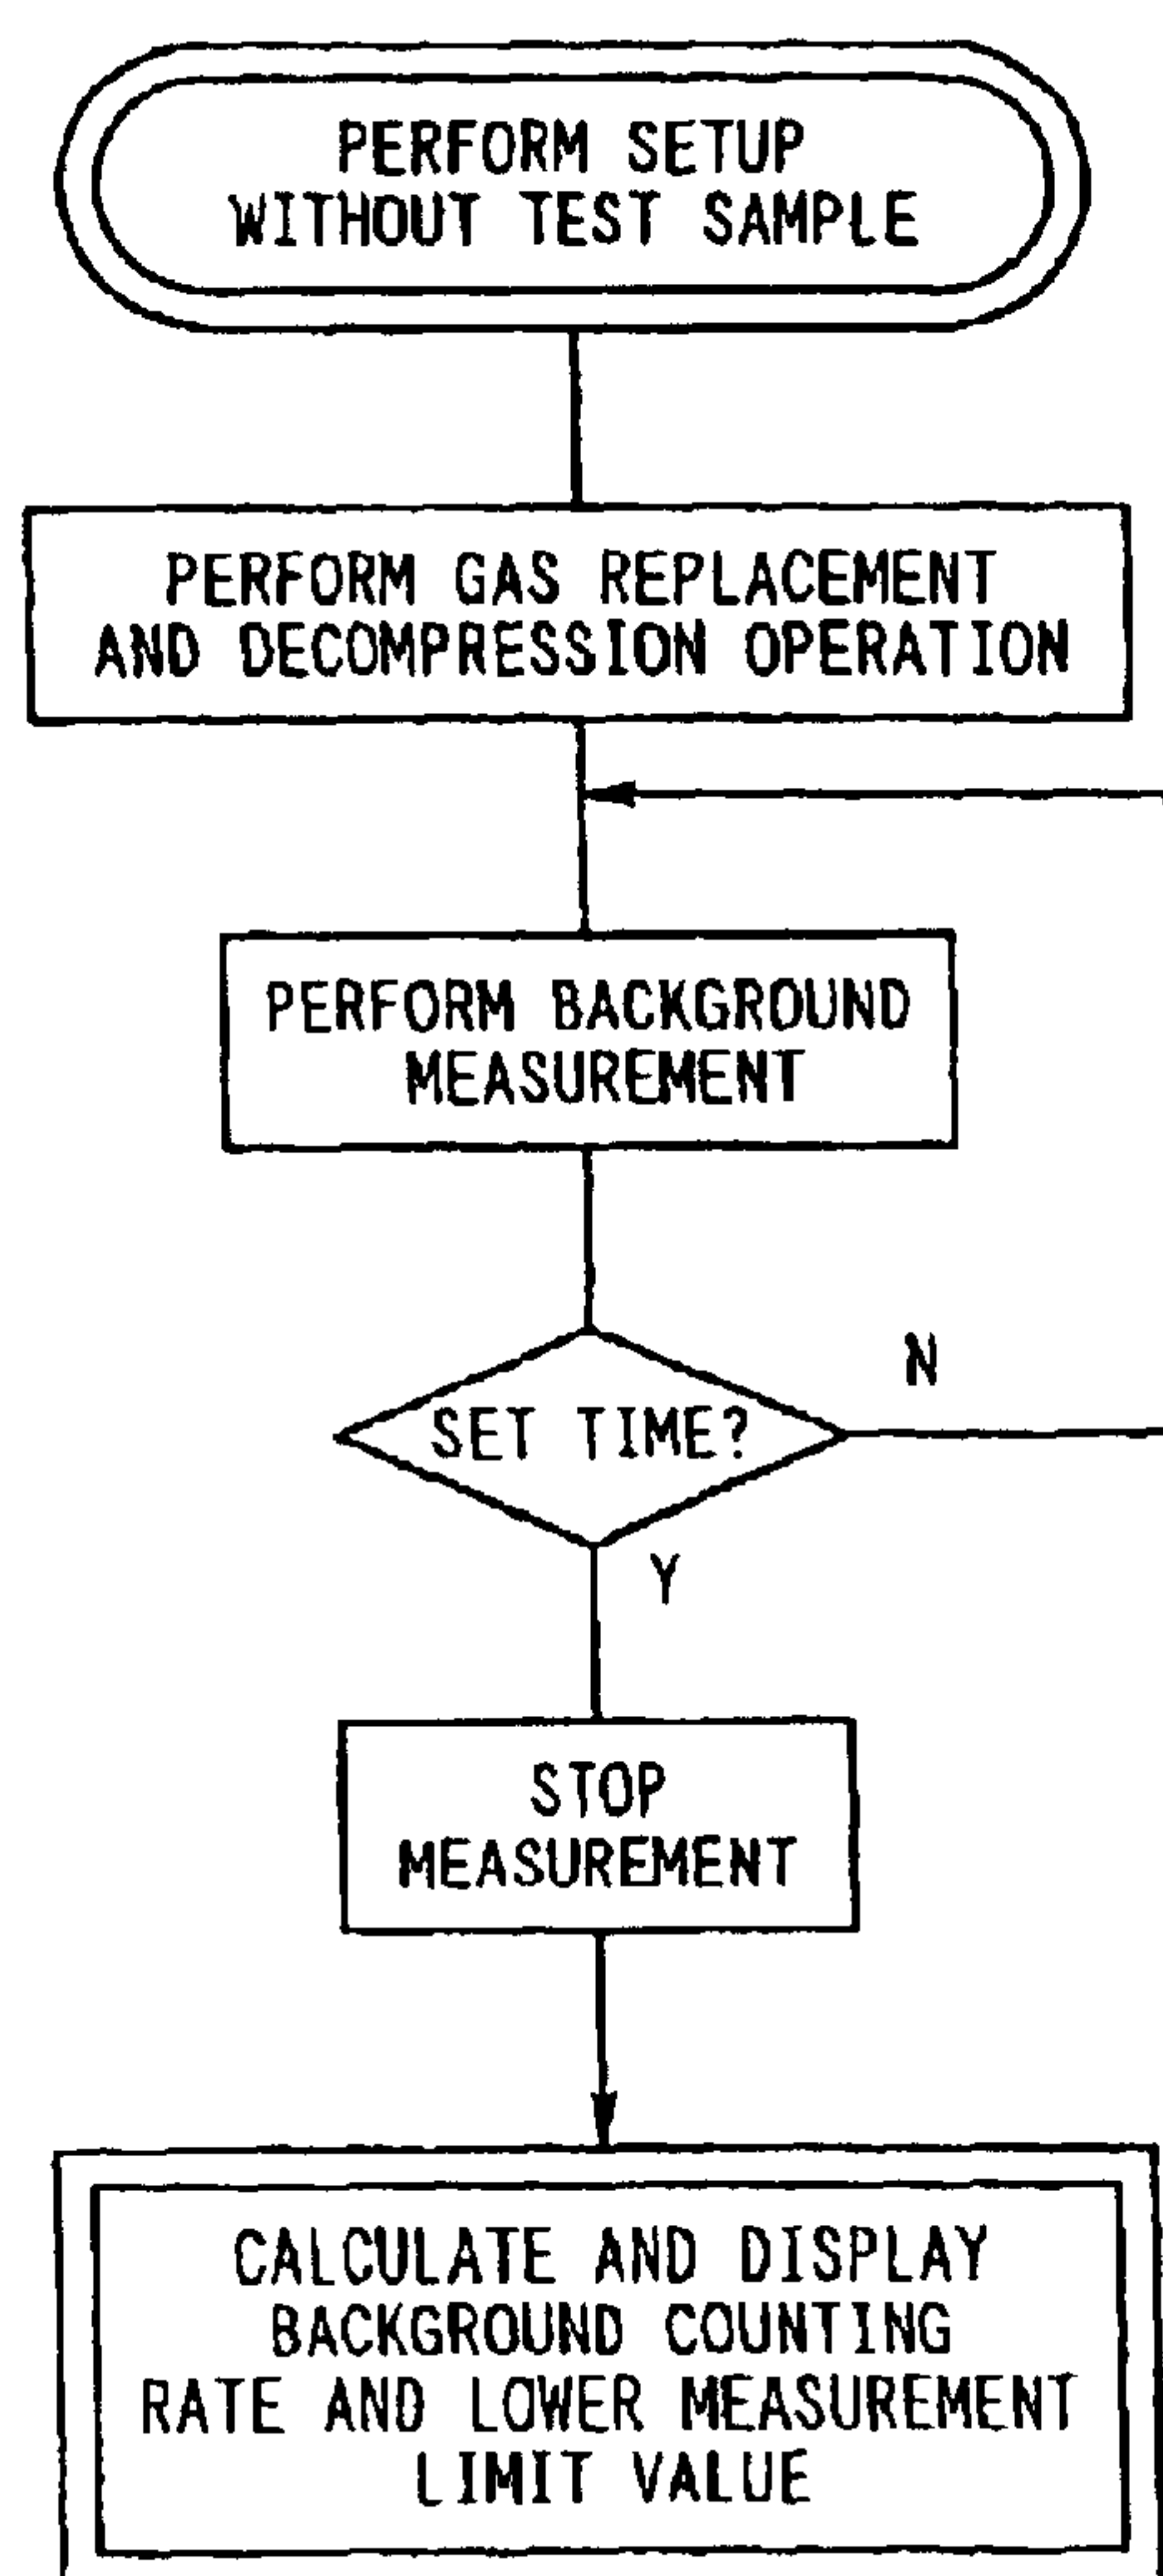 PERFORM SETUP
WITHOUT TEST SAMPLE
PERFORM GAS REPLACEMENT
AND DECOMPRESSION OPERATION
PERFORM BACKGROUND
MEASUREMENT
SET TIME?
N
Y
STOP
MEASUREMENT
CALCULATE AND DISPLAY
BACKGROUND COUNTING
RATE AND LOWER MEASUREMENT
LIMIT VALUE